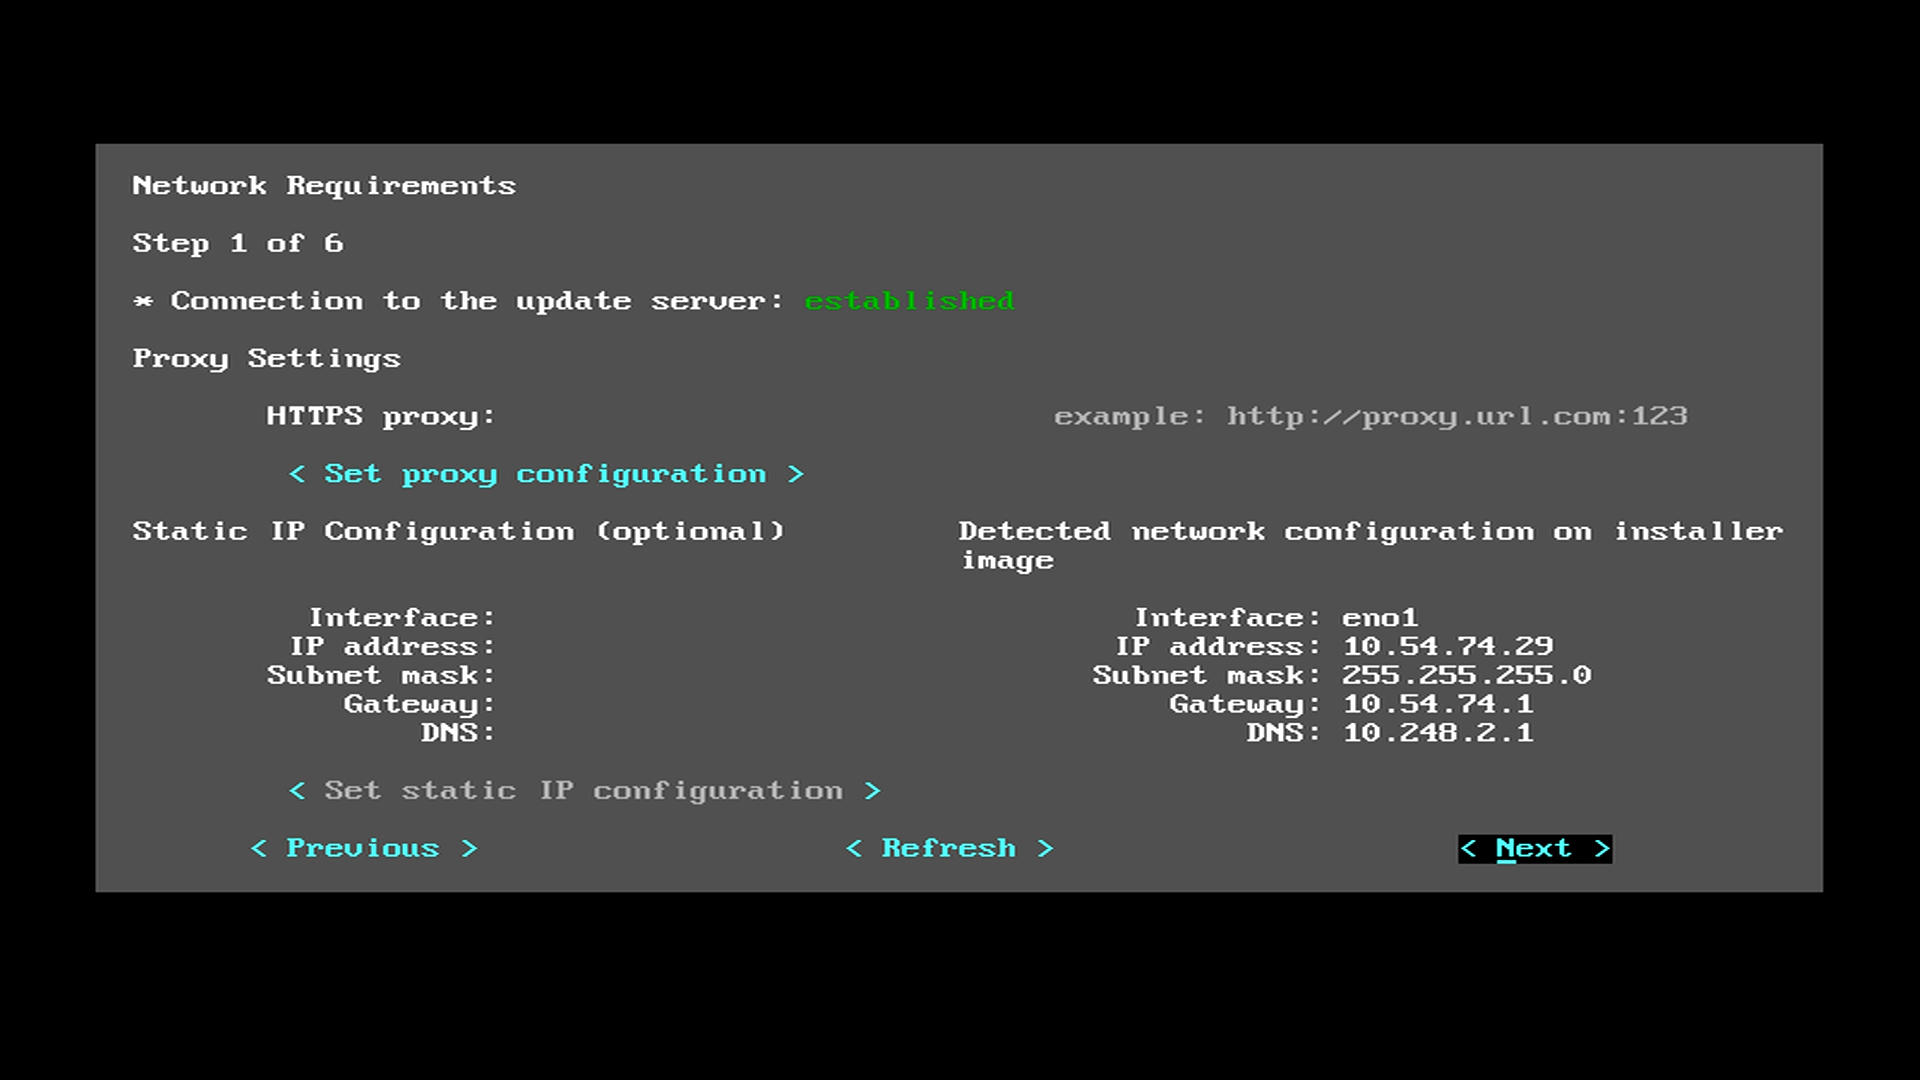 Network Requirements
Step 1 of 6
* Connection to the update server: established
Proxy Settings
HTTPS proxy: example: http://proxy.url.com:123
< Set proxy configuration >
Static IP Configuration (optional) Detected network configuration on installer
image
Interface: Interface: eno1
IP address: IP address: 10.54.74.29
Subnet mask: Subnet mask: 255.255.255.0
Gateway: Gateway: 10.54.74.1
DNS: DNS: 10.248.2.1
< Set static IP configuration >
< Previous > < Refresh > < Next >